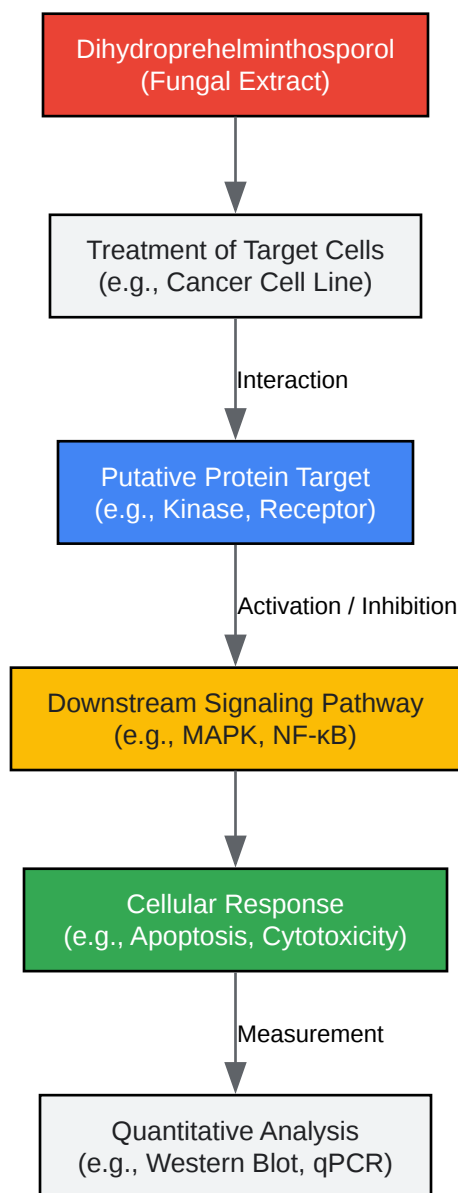 Dihydroprehelminthosporol
(Fungal Extract)
Treatment of Target Cells
(e.g., Cancer Cell Line)
Interaction
Putative Protein Target
(e.g., Kinase, Receptor)
Activation / Inhibition
Downstream Signaling Pathway
(e.g., MAPK, NF-κB)
Cellular Response
(e.g., Apoptosis, Cytotoxicity)
Measurement
Quantitative Analysis
(e.g., Western Blot, qPCR)